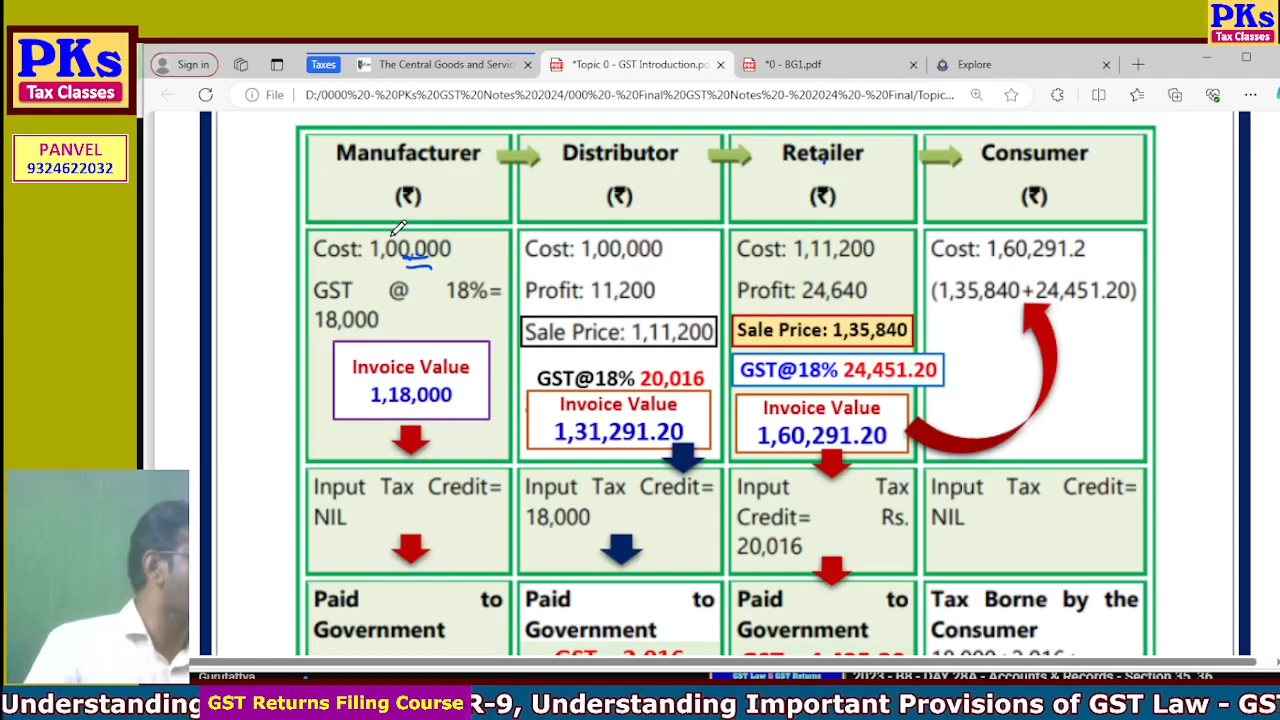 PKs
Tax Classes
PKs
Tax Classes
PANVEL
9324622032
Sign in
Taxes
The Central Goods and Servic
*Topic 0 - GST Introduction.pd
*0 - BG1.pdf
Explore
File
D:/0000%20-%20PKs%20GST%20Notes%202024/000%20-%20Final%20GST%20Notes%20-%202024%20-%20Final/Topic...
Manufacturer
(₹)
Distributor
(₹)
Retailer
(₹)
Consumer
(₹)
Cost: 1,00,000
GST @ 18%=
18,000
Invoice Value
1,18,000
Cost: 1,00,000
Profit: 11,200
Sale Price: 1,11,200
GST@18% 20,016
Invoice Value
1,31,291.20
Cost: 1,11,200
Profit: 24,640
Sale Price: 1,35,840
GST@18% 24,451.20
Invoice Value
1,60,291.20
Cost: 1,60,291.2
(1,35,840+24,451.20)
Input Tax Credit=
NIL
Input Tax Credit=
18,000
Input Tax
Credit= Rs.
20,016
Input Tax Credit=
NIL
Paid to
Government
Paid to
Government
Paid to
Government
Tax Borne by the
Consumer
Understanding
GST Returns Filing Course
R-9, Understanding Important Provisions of GST Law - GS